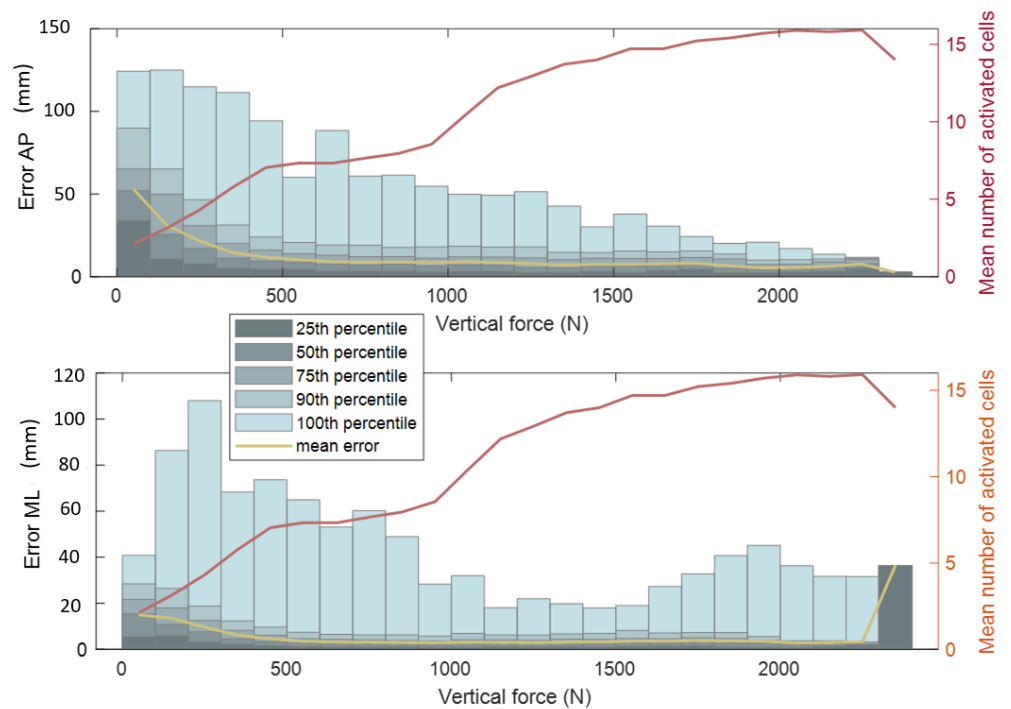 150
100
50
0
Error AP (mm)
15
10
5
0
Mean number of activated cells
0
500
1000
1500
2000
Vertical force (N)
25th percentile
50th percentile
75th percentile
90th percentile
100th percentile
mean error
120
100
80
60
40
20
0
Error ML (mm)
15
10
5
0
Mean number of activated cells
0
500
1000
1500
2000
Vertical force (N)